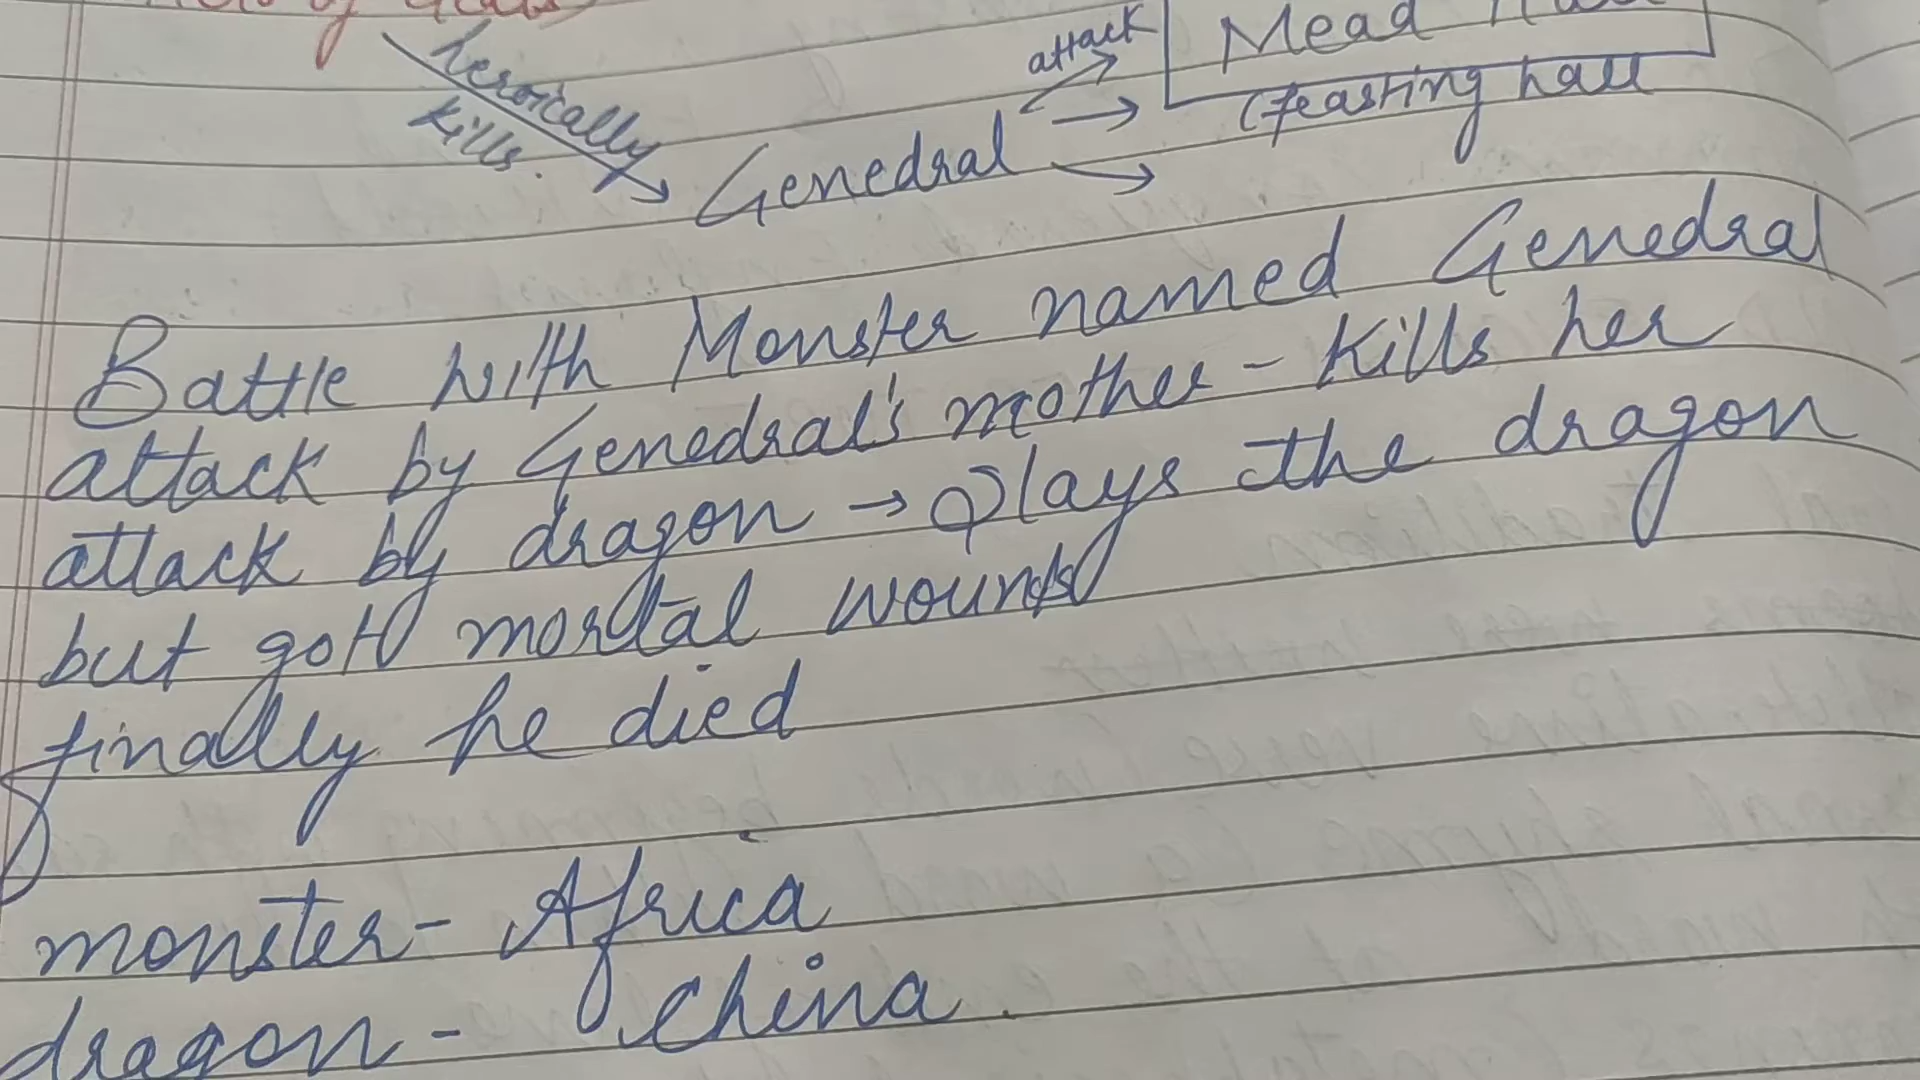 of
heroically
kills.
attack
Mead
(feasting hall
Genedral
Battle with Monster named Genedral
attack by Genedral's mother - kills her
attack by dragon → slays the dragon
but got mortal wounds
finally he died
monster - Africa
dragon - China.